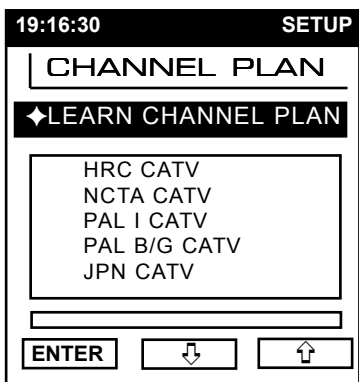 19:16:30 SETUP
CHANNEL PLAN
✦LEARN CHANNEL PLAN
HRC CATV
NCTA CATV
PAL I CATV
PAL B/G CATV
JPN CATV
ENTER ⇩ ⇧